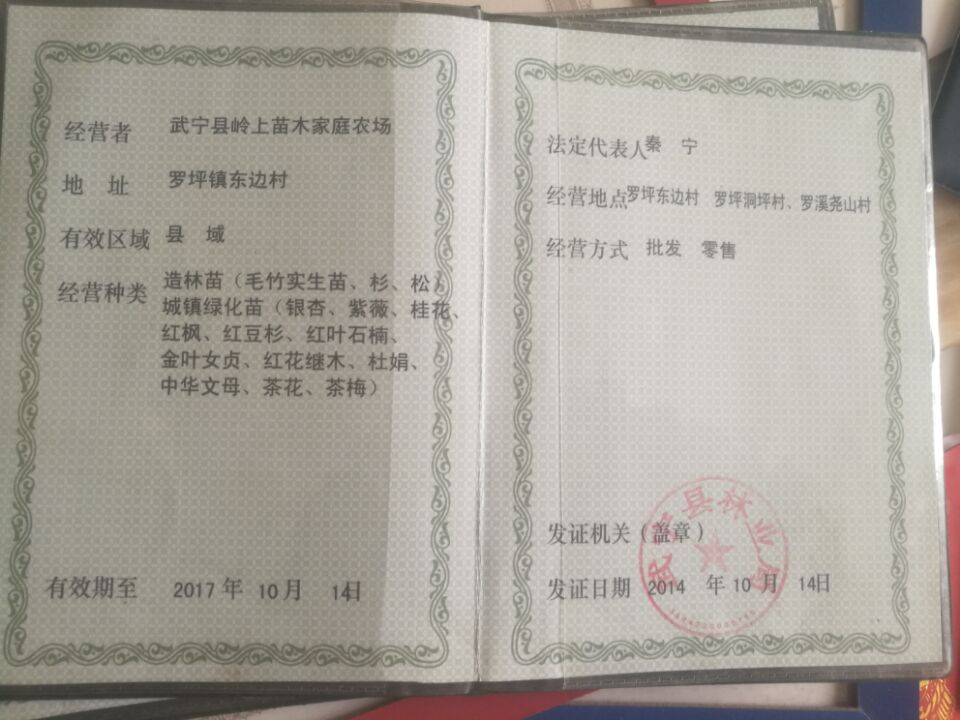 经营者 武宁县岭上苗木家庭农场
地 址 罗坪镇东边村
有效区域 县 域
经营种类 造林苗（毛竹实生苗、杉、松）
城镇绿化苗（银杏、紫薇、桂花、
红枫、红豆杉、红叶石楠、
金叶女贞、红花继木、杜娟、
中华文母、茶花、茶梅）
有效期至 2017 年 10 月 14日
法定代表人 秦 宁
经营地点 罗坪东边村 罗坪洞坪村、罗溪尧山村
经营方式 批发 零售
发证机关（盖章）
武宁县林业局
发证日期 2014 年 10 月 14日